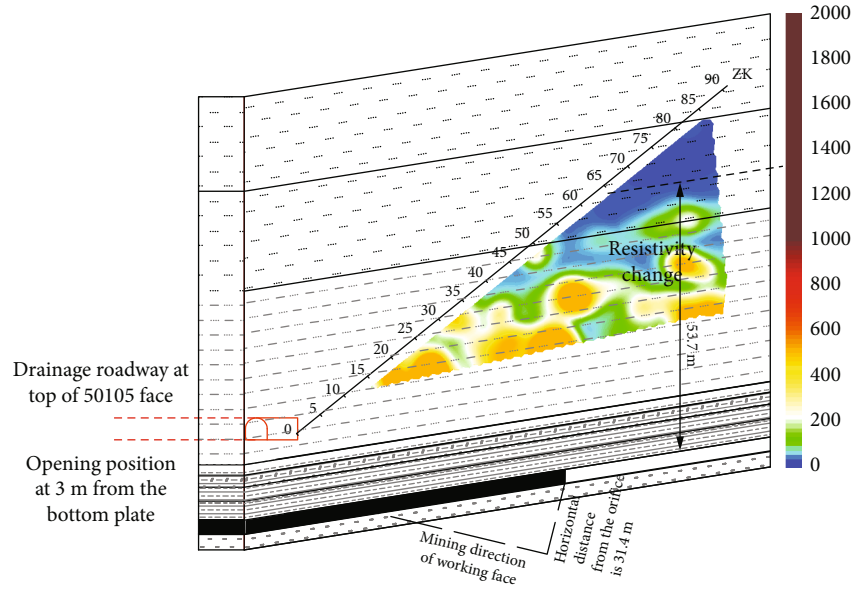 2000
1800
1600
1400
1200
1000
800
600
400
200
0
ZK
90
85
80
75
70
65
60
55
50
45
40
35
30
25
20
15
10
5
0
Resistivity
change
53.7 m
Drainage roadway at
top of 50105 face
Opening position
at 3 m from the
bottom plate
Mining direction
of working face
Horizontal
distance
from the orifice
is 31.4 m